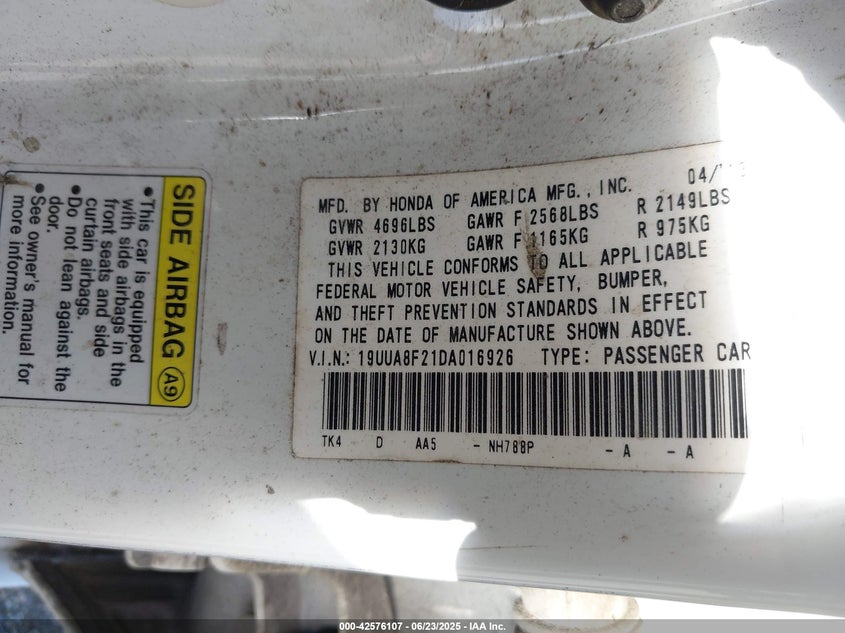 SIDE AIRBAG A9
• This car is equipped
with side airbags in the
front seats and side
curtain airbags.
• Do not lean against the
door.
• See owner's manual for
more information.
MFD. BY HONDA OF AMERICA MFG., INC. 04/
GVWR 4696LBS GAWR F 2568LBS R 2149LBS
GVWR 2130KG GAWR F 1165KG R 975KG
THIS VEHICLE CONFORMS TO ALL APPLICABLE
FEDERAL MOTOR VEHICLE SAFETY, BUMPER,
AND THEFT PREVENTION STANDARDS IN EFFECT
ON THE DATE OF MANUFACTURE SHOWN ABOVE.
V.I.N.: 19UUA8F21DA016926 TYPE: PASSENGER CAR
TK4 D AA5 - NH788P - A - A
000-42576107 / 06/23/2025 - IAA Inc.